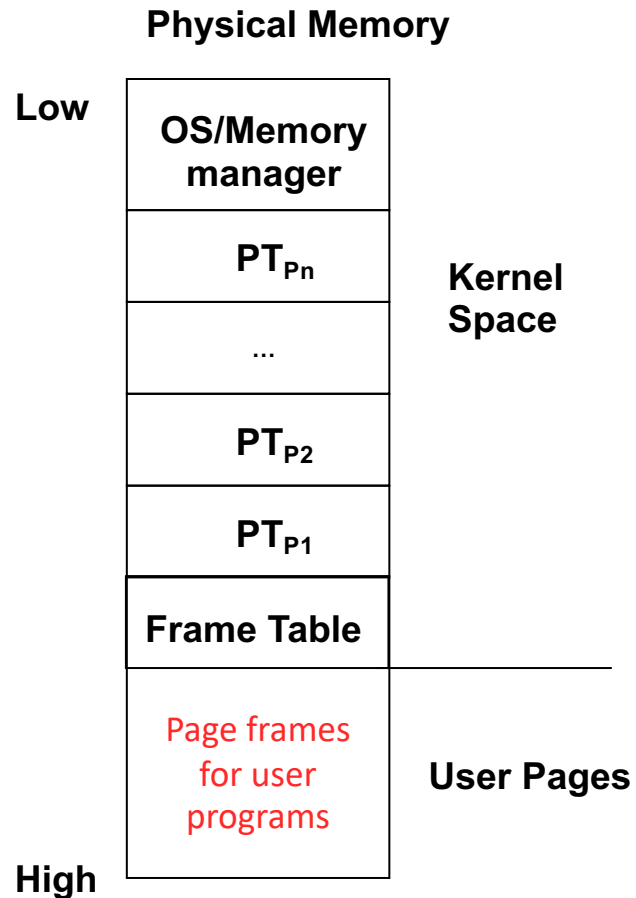 Physical Memory
Low
OS/Memory
manager
PTPn
Kernel
Space
...
PTP2
PTP1
Frame Table
Page frames
for user
programs
User Pages
High